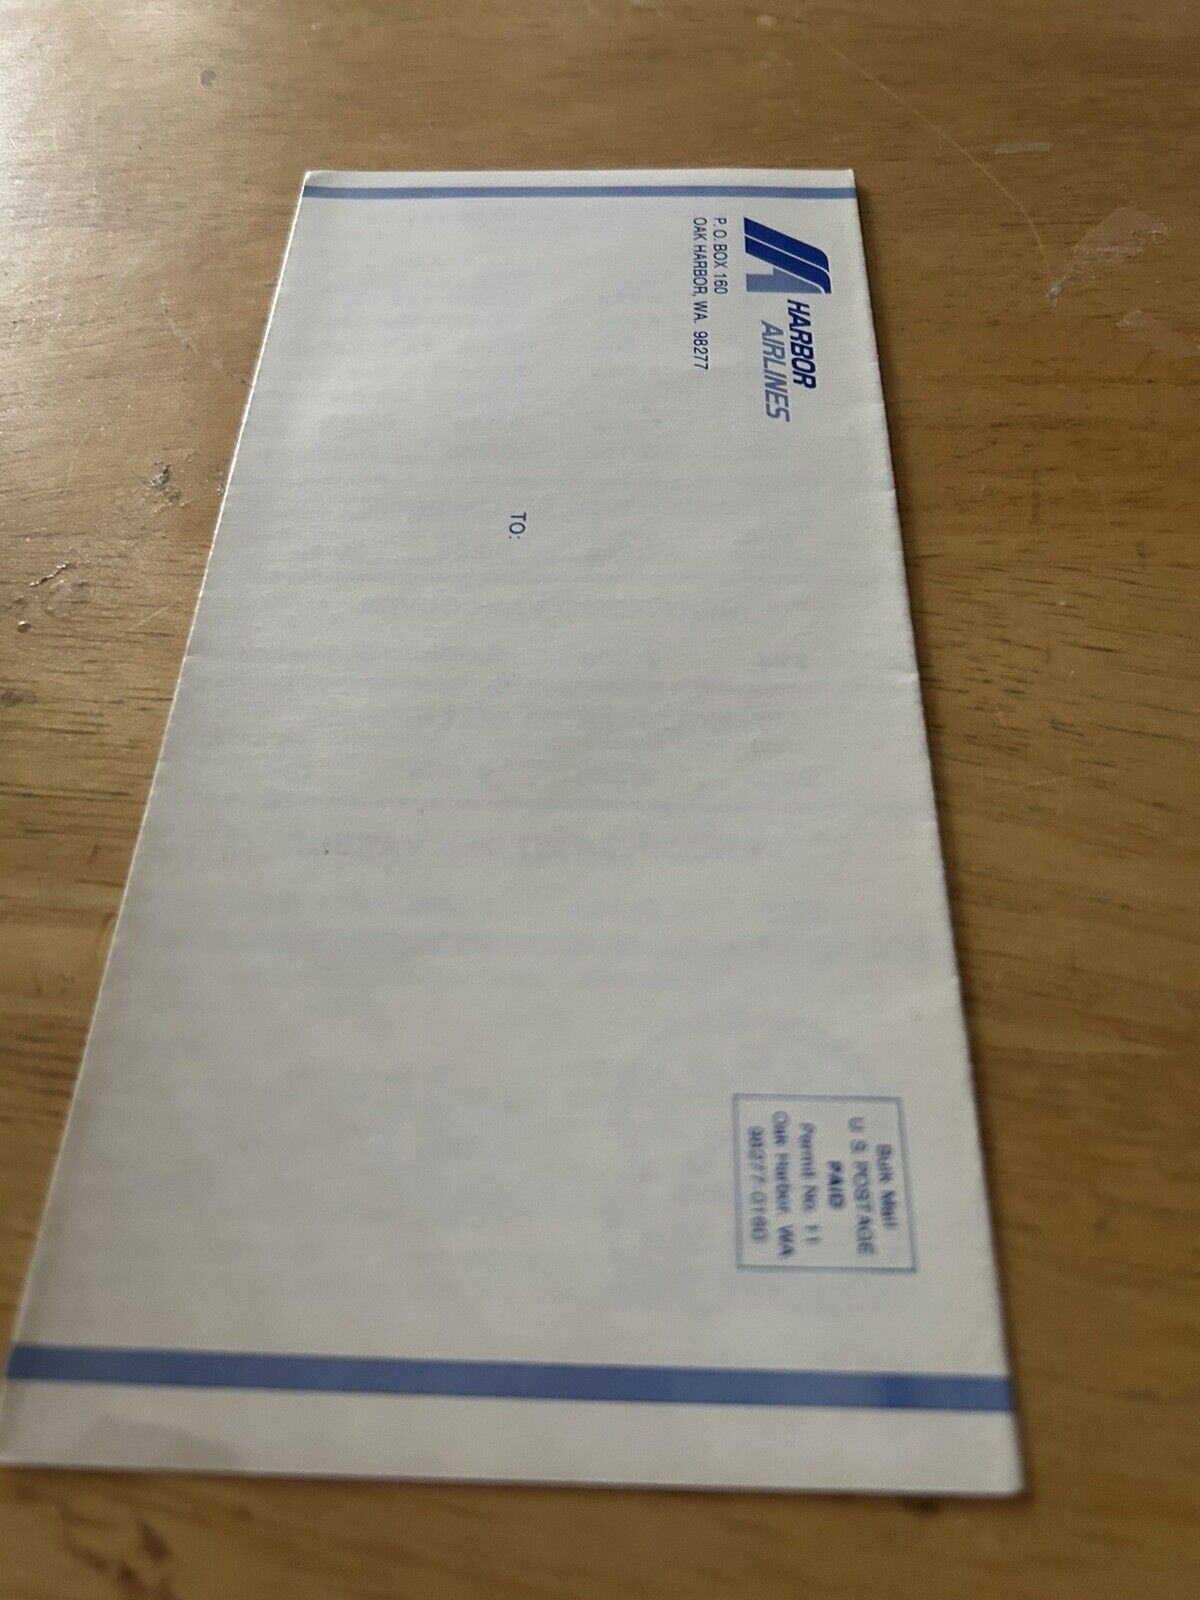 HARBOR
AIRLINES
P. O. BOX 160
OAK HARBOR, WA. 98277
TO:
Bulk Mail
U. S. POSTAGE
PAID
Permit No. 11
Oak Harbor, WA
98277-0160